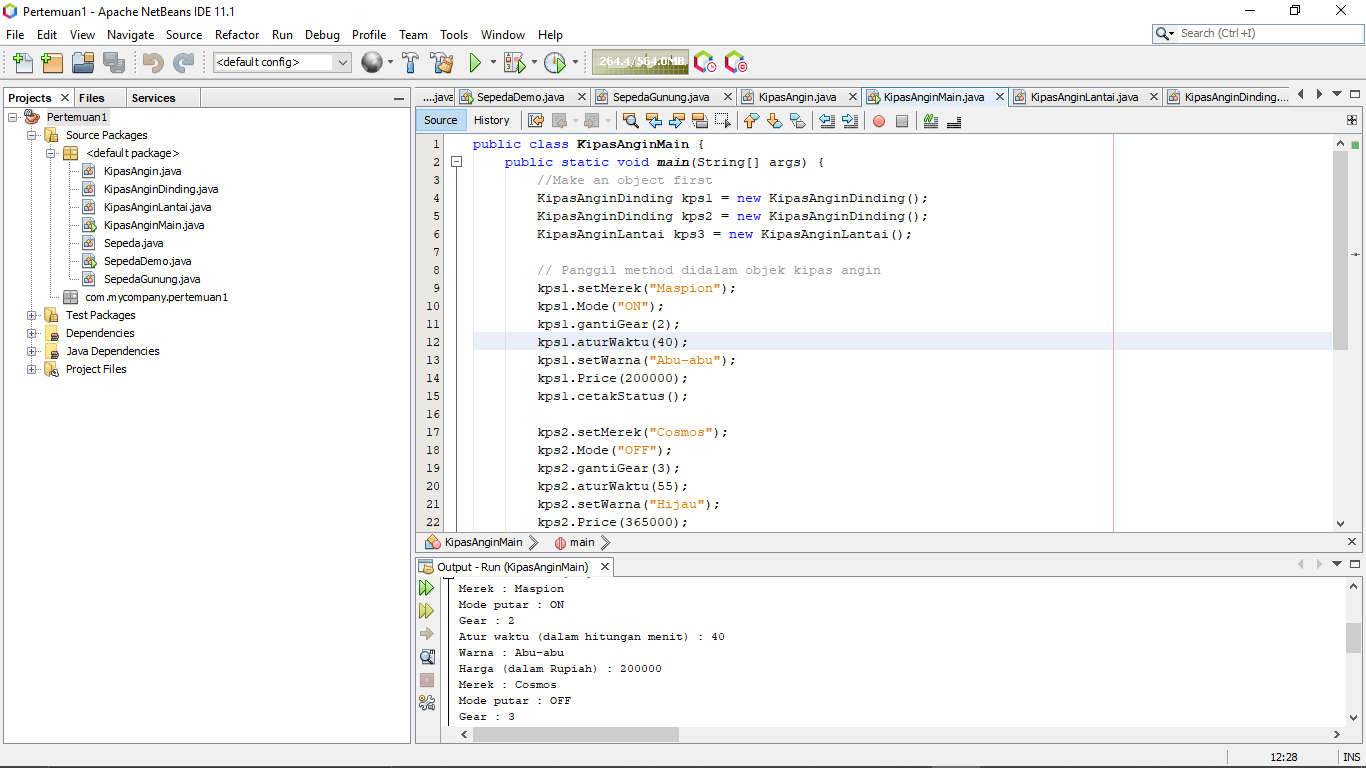 Pertemuan1 - Apache NetBeans IDE 11.1
File Edit View Navigate Source Refactor Run Debug Profile Team Tools Window Help
Search (Ctrl+I)
<default config>
264.4/564.0MB
Projects Files Services
Pertemuan1
Source Packages
<default package>
KipasAngin.java
KipasAnginDinding.java
KipasAnginLantai.java
KipasAnginMain.java
Sepeda.java
SepedaDemo.java
SepedaGunung.java
com.mycompany.pertemuan1
Test Packages
Dependencies
Java Dependencies
Project Files
....java SepedaDemo.java SepedaGunung.java KipasAngin.java KipasAnginMain.java KipasAnginLantai.java KipasAnginDinding....
Source History
1 public class KipasAnginMain {
2 public static void main(String[] args) {
3 //Make an object first
4 KipasAnginDinding kps1 = new KipasAnginDinding();
5 KipasAnginDinding kps2 = new KipasAnginDinding();
6 KipasAnginLantai kps3 = new KipasAnginLantai();
7
8 // Panggil method didalam objek kipas angin
9 kps1.setMerek("Maspion");
10 kps1.Mode("ON");
11 kps1.gantiGear(2);
12 kps1.aturWaktu(40);
13 kps1.setWarna("Abu-abu");
14 kps1.Price(200000);
15 kps1.cetakStatus();
16
17 kps2.setMerek("Cosmos");
18 kps2.Mode("OFF");
19 kps2.gantiGear(3);
20 kps2.aturWaktu(55);
21 kps2.setWarna("Hijau");
22 kps2.Price(365000);
KipasAnginMain main
Output - Run (KipasAnginMain)
Merek : Maspion
Mode putar : ON
Gear : 2
Atur waktu (dalam hitungan menit) : 40
Warna : Abu-abu
Harga (dalam Rupiah) : 200000
Merek : Cosmos
Mode putar : OFF
Gear : 3
12:28 INS